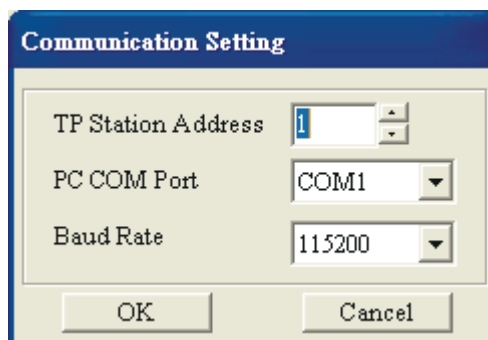 Communication Setting
TP Station Address 1
PC COM Port COM1
Baud Rate 115200
OK Cancel